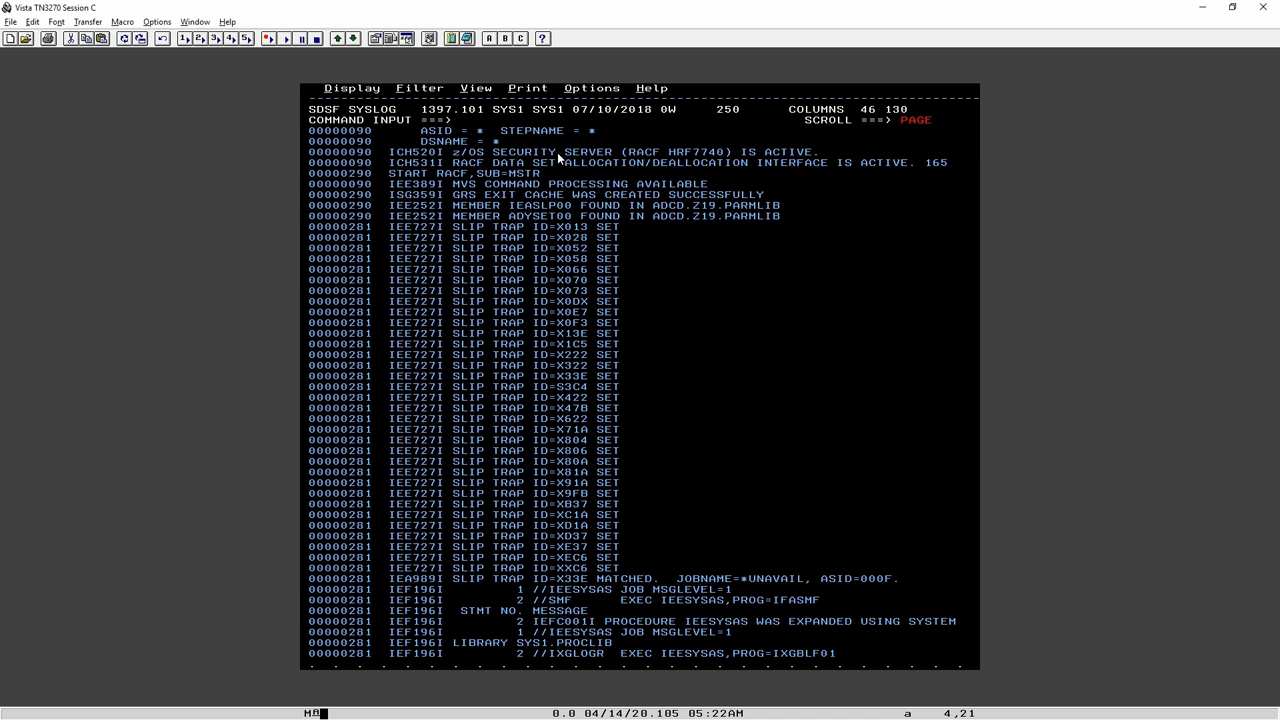 Vista TN3270 Session C
File Edit Font Transfer Macro Options Window Help
1 2 3 4 5 A B C ?
Display Filter View Print Options Help
SDSF SYSLOG 1397.101 SYS1 SYS1 07/10/2018 0W 250 COLUMNS 46 130
COMMAND INPUT ===> SCROLL ===> PAGE
00000090 ASID = * STEPNAME = *
00000090 DSNAME = *
00000090 ICH520I z/OS SECURITY SERVER (RACF HRF7740) IS ACTIVE.
00000090 ICH531I RACF DATA SET ALLOCATION/DEALLOCATION INTERFACE IS ACTIVE. 165
00000290 START RACF,SUB=MSTR
00000290 IEE389I MVS COMMAND PROCESSING AVAILABLE
00000290 ISG359I GRS EXIT CACHE WAS CREATED SUCCESSFULLY
00000290 IEE252I MEMBER IEASLP00 FOUND IN ADCD.Z19.PARMLIB
00000290 IEE252I MEMBER ADYSET00 FOUND IN ADCD.Z19.PARMLIB
00000281 IEE727I SLIP TRAP ID=X013 SET
00000281 IEE727I SLIP TRAP ID=X028 SET
00000281 IEE727I SLIP TRAP ID=X052 SET
00000281 IEE727I SLIP TRAP ID=X058 SET
00000281 IEE727I SLIP TRAP ID=X066 SET
00000281 IEE727I SLIP TRAP ID=X070 SET
00000281 IEE727I SLIP TRAP ID=X073 SET
00000281 IEE727I SLIP TRAP ID=X0DX SET
00000281 IEE727I SLIP TRAP ID=X0E7 SET
00000281 IEE727I SLIP TRAP ID=X0F3 SET
00000281 IEE727I SLIP TRAP ID=X13E SET
00000281 IEE727I SLIP TRAP ID=X1C5 SET
00000281 IEE727I SLIP TRAP ID=X222 SET
00000281 IEE727I SLIP TRAP ID=X322 SET
00000281 IEE727I SLIP TRAP ID=X33E SET
00000281 IEE727I SLIP TRAP ID=S3C4 SET
00000281 IEE727I SLIP TRAP ID=X422 SET
00000281 IEE727I SLIP TRAP ID=X47B SET
00000281 IEE727I SLIP TRAP ID=X622 SET
00000281 IEE727I SLIP TRAP ID=X71A SET
00000281 IEE727I SLIP TRAP ID=X804 SET
00000281 IEE727I SLIP TRAP ID=X806 SET
00000281 IEE727I SLIP TRAP ID=X80A SET
00000281 IEE727I SLIP TRAP ID=X81A SET
00000281 IEE727I SLIP TRAP ID=X91A SET
00000281 IEE727I SLIP TRAP ID=X9FB SET
00000281 IEE727I SLIP TRAP ID=XB37 SET
00000281 IEE727I SLIP TRAP ID=XC1A SET
00000281 IEE727I SLIP TRAP ID=XD1A SET
00000281 IEE727I SLIP TRAP ID=XD37 SET
00000281 IEE727I SLIP TRAP ID=XE37 SET
00000281 IEE727I SLIP TRAP ID=XEC6 SET
00000281 IEE727I SLIP TRAP ID=XXC6 SET
00000281 IEA989I SLIP TRAP ID=X33E MATCHED. JOBNAME=*UNAVAIL, ASID=000F.
00000281 IEF196I 1 //IEESYSAS JOB MSGLEVEL=1
00000281 IEF196I 2 //SMF EXEC IEESYSAS,PROG=IFASMF
00000281 IEF196I STMT NO. MESSAGE
00000281 IEF196I 2 IEFC001I PROCEDURE IEESYSAS WAS EXPANDED USING SYSTEM
00000281 IEF196I 1 //IEESYSAS JOB MSGLEVEL=1
00000281 IEF196I LIBRARY SYS1.PROCLIB
00000281 IEF196I 2 //IXGLOGR EXEC IEESYSAS,PROG=IXGBLF01
0.0 04/14/20.105 05:22AM a 4,21